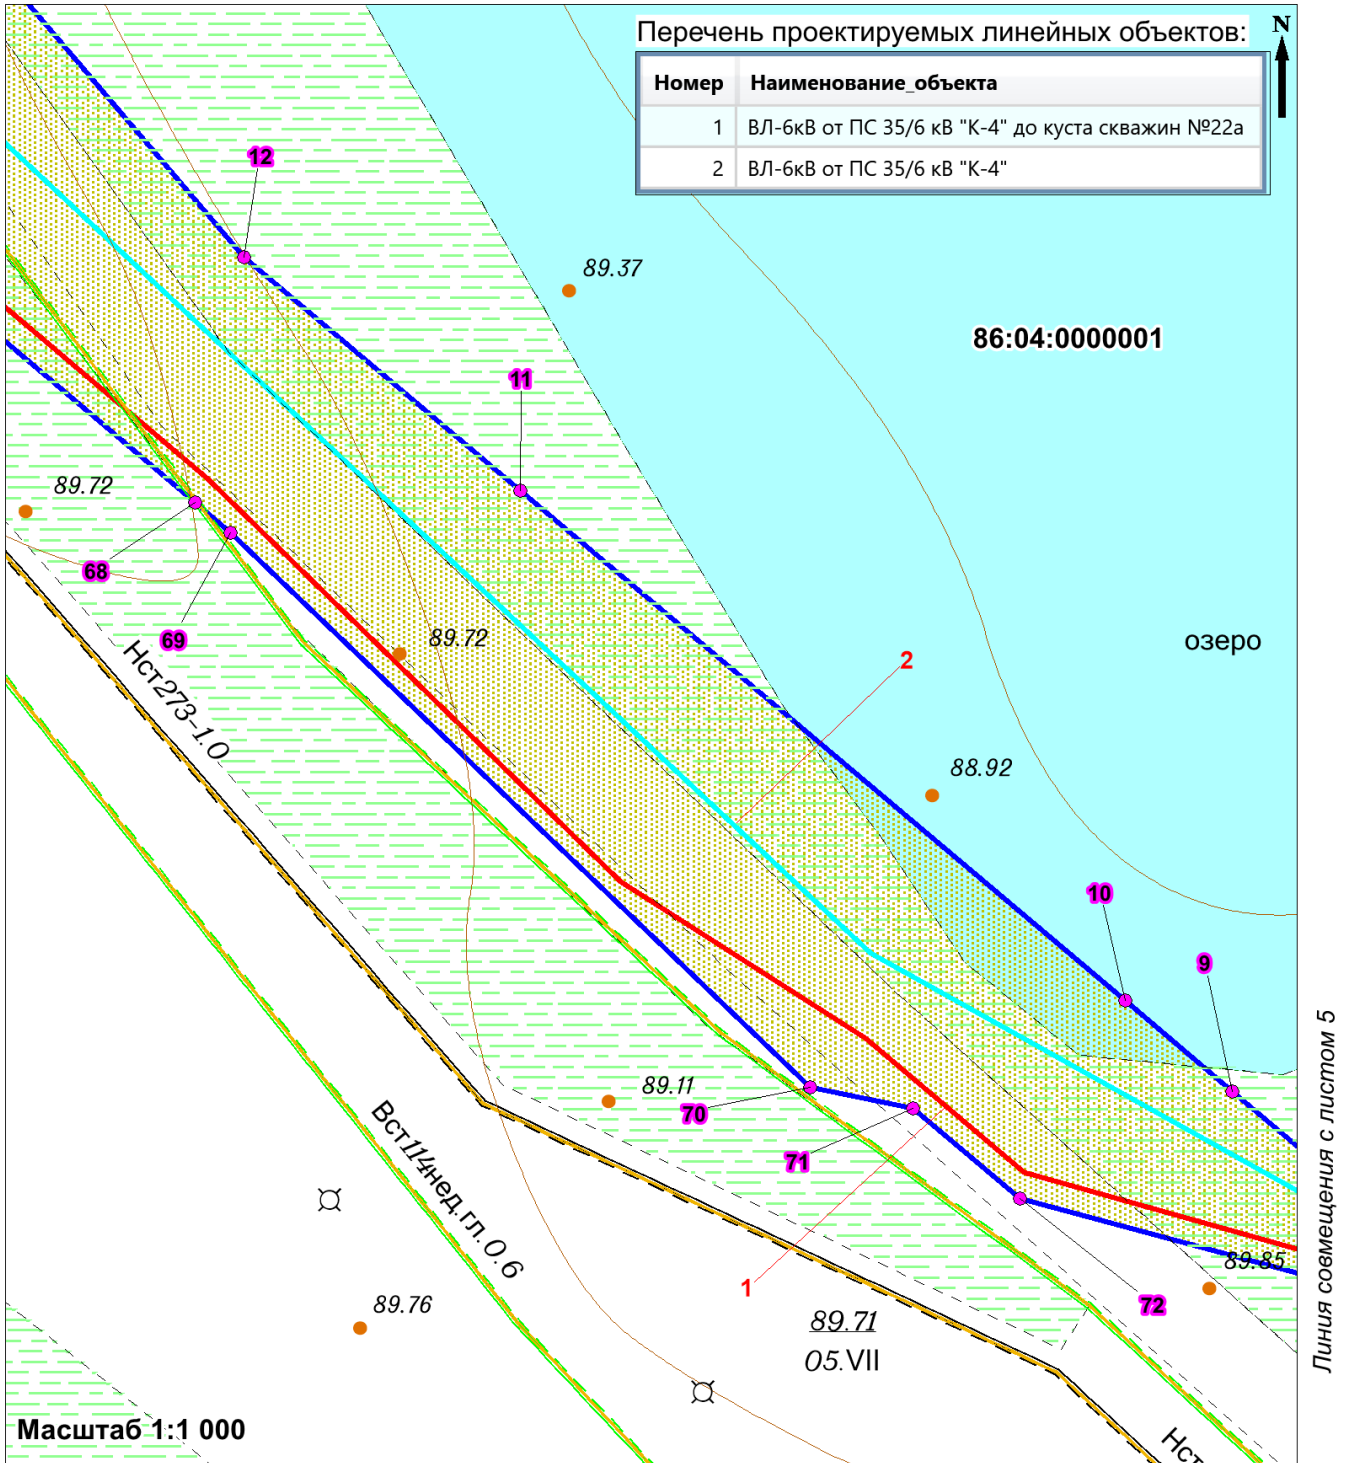 Перечень проектируемых линейных объектов:
N
Номер Наименование_объекта
1 ВЛ-6кВ от ПС 35/6 кВ "К-4" до куста скважин №22а
2 ВЛ-6кВ от ПС 35/6 кВ "К-4"
12
89.37
86:04:0000001
11
89.72
68
69
89.72
озеро
2
Нст273-1.0
88.92
10
9
89.11
70
71
Вст114нед.гл.0.6
Линия совмещения с листом 5
89.85
1
72
89.76
89.71
05.VII
Масштаб 1:1 000
Нст